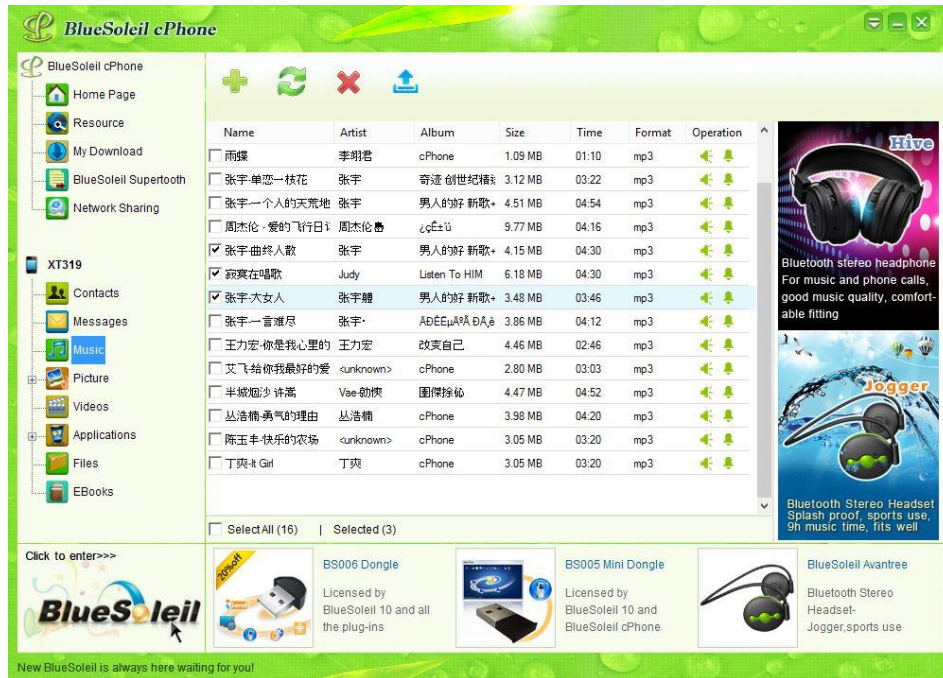 BlueSoleil cPhone
BlueSoleil cPhone
Home Page
Resource
My Download
BlueSoleil Supertooth
Network Sharing
XT319
Contacts
Messages
Music
Picture
Videos
Applications
Files
EBooks
Name Artist Album Size Time Format Operation
雨蝶 李翊君 cPhone 1.09 MB 01:10 mp3
张宇-单恋一枝花 张宇 奇迹 创世纪精 3.12 MB 03:22 mp3
张宇-一个人的天荒地 张宇 男人的好 新歌+ 4.51 MB 04:54 mp3
周杰伦 - 爱的飞行日 周杰伦 ¿çÊ±ú 9.77 MB 04:16 mp3
张宇-曲终人散 张宇 男人的好 新歌+ 4.15 MB 04:30 mp3
寂寞在唱歌 Judy Listen To HIM 6.18 MB 04:30 mp3
张宇-大女人 张宇 男人的好 新歌+ 3.48 MB 03:46 mp3
张宇-一言难尽 张宇· 3.86 MB 04:12 mp3
王力宏-你是我心里的 王力宏 改变自己 4.46 MB 02:46 mp3
艾飞-给你我最好的爱 <unknown> cPhone 2.80 MB 03:03 mp3
半城烟沙 许嵩 Vae 4.47 MB 04:52 mp3
丛浩楠-勇气的理由 丛浩楠 cPhone 3.98 MB 04:20 mp3
陈玉丰-快乐的农场 <unknown> cPhone 3.05 MB 03:20 mp3
丁爽-It Girl 丁爽 cPhone 3.05 MB 03:20 mp3
Select All (16) | Selected (3)
Hive
Bluetooth stereo headphone
For music and phone calls,
good music quality, comfort-
able fitting
Jogger
Bluetooth Stereo Headset
Splash proof, sports use,
9h music time, fits well
Click to enter>>>
BlueSoleil
20%off
Send
BS006 Dongle
Licensed by
BlueSoleil 10 and all
the plug-ins
BS005 Mini Dongle
Licensed by
BlueSoleil 10 and
BlueSoleil cPhone
BlueSoleil Avantree
Bluetooth Stereo
Headset-
Jogger,sports use
New BlueSoleil is always here waiting for you!